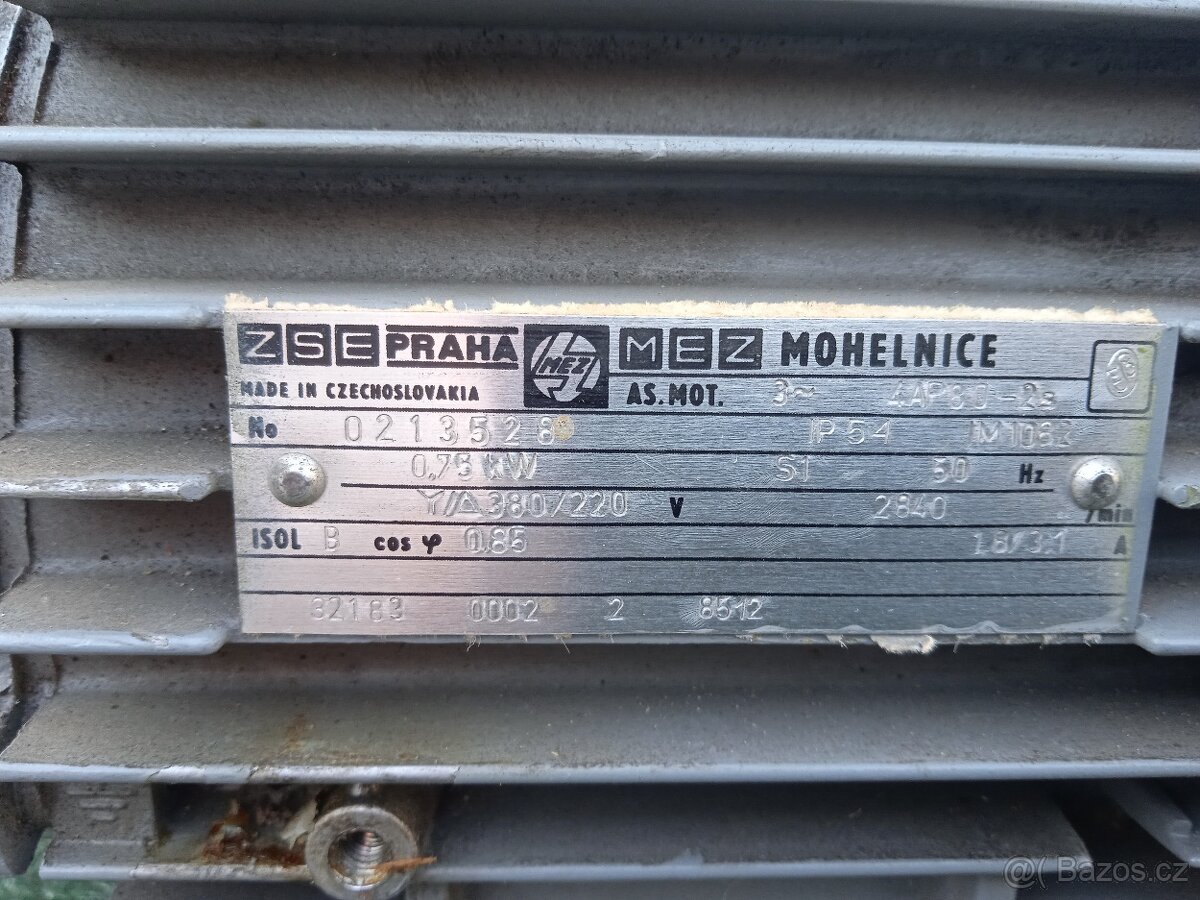 ZSE PRAHA MEZ MEZ MOHELNICE
MADE IN CZECHOSLOVAKIA AS. MOT. 3~ 4AP80-2s
No 0213528 IP54 IM1063
0,75 kW S1 50 Hz
Y/△380/220 V 2840 /min
ISOL B cos φ 0,85 1.8/3.1 A
32183 0002 2 8512
Bazoš.cz